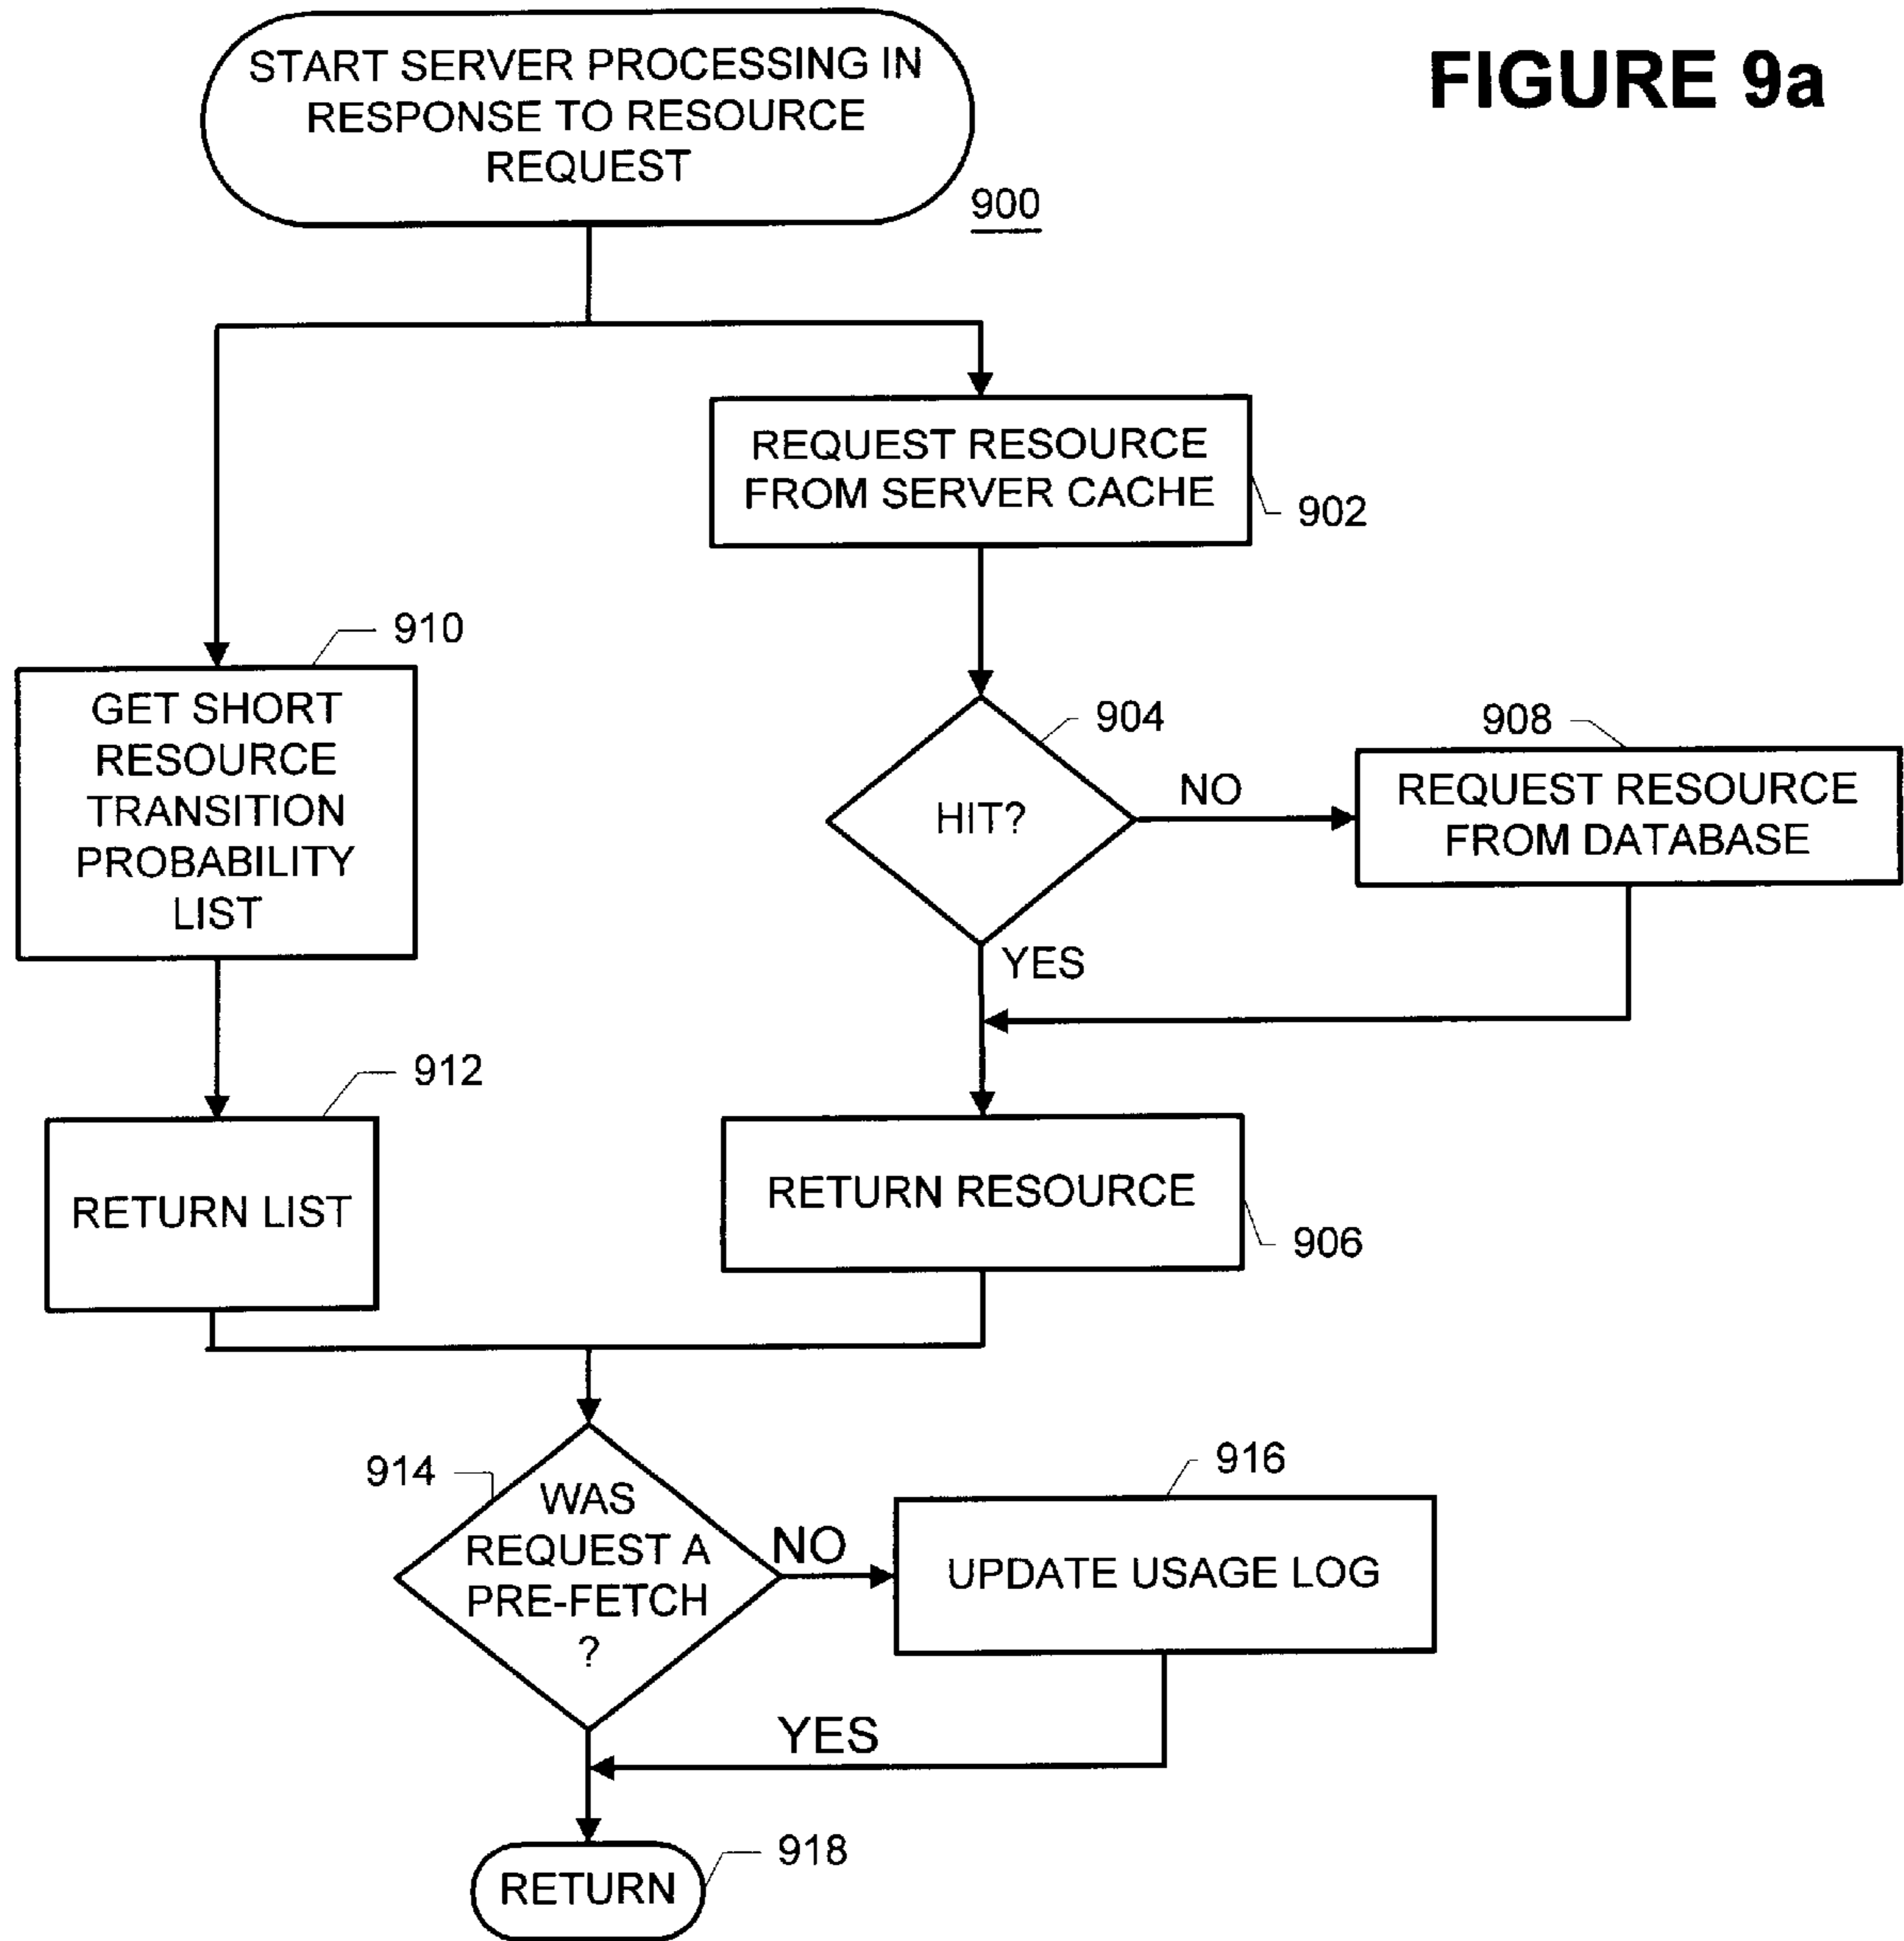 FIGURE 9a
START SERVER PROCESSING IN
RESPONSE TO RESOURCE
REQUEST
900
REQUEST RESOURCE
FROM SERVER CACHE
902
910
GET SHORT
RESOURCE
TRANSITION
PROBABILITY
LIST
904
HIT?
NO
908
REQUEST RESOURCE
FROM DATABASE
YES
912
RETURN LIST
RETURN RESOURCE
906
914
WAS
REQUEST A
PRE-FETCH
?
NO
916
UPDATE USAGE LOG
YES
RETURN
918